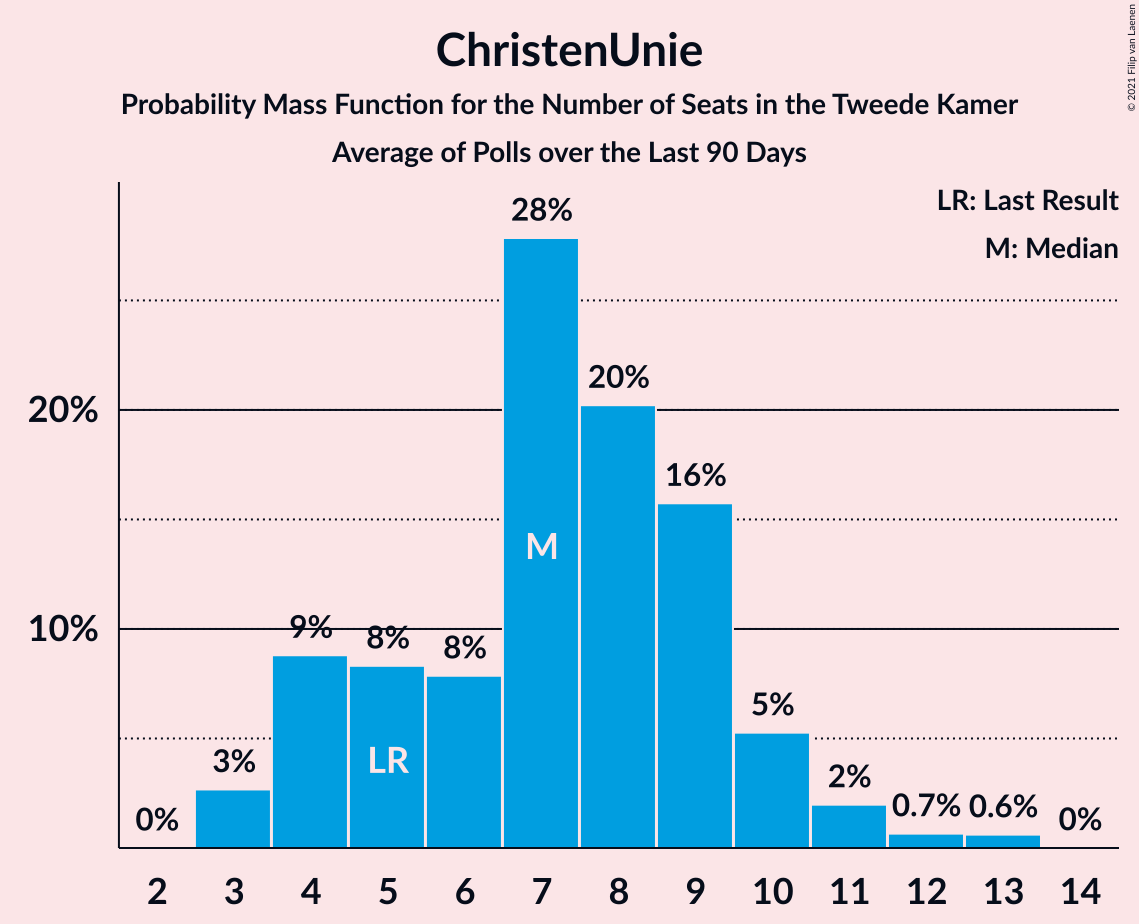 ChristenUnie
Probability Mass Function for the Number of Seats in the Tweede Kamer
Average of Polls over the Last 90 Days
© 2021 Filip van Laenen
LR: Last Result
M: Median
28%
20%
16%
9%
8%
8%
5%
3%
2%
0.7%
0.6%
0%
0%
M
LR
20%
10%
2 3 4 5 6 7 8 9 10 11 12 13 14